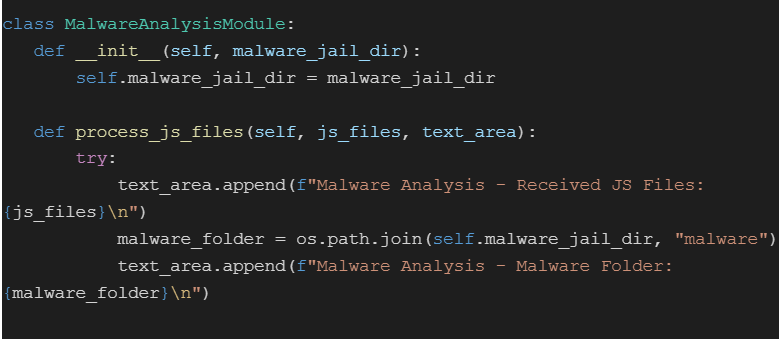 class MalwareAnalysisModule:
   def __init__(self, malware_jail_dir):
       self.malware_jail_dir = malware_jail_dir

   def process_js_files(self, js_files, text_area):
       try:
           text_area.append(f"Malware Analysis - Received JS Files:
{js_files}\n")
           malware_folder = os.path.join(self.malware_jail_dir, "malware")
           text_area.append(f"Malware Analysis - Malware Folder:
{malware_folder}\n")